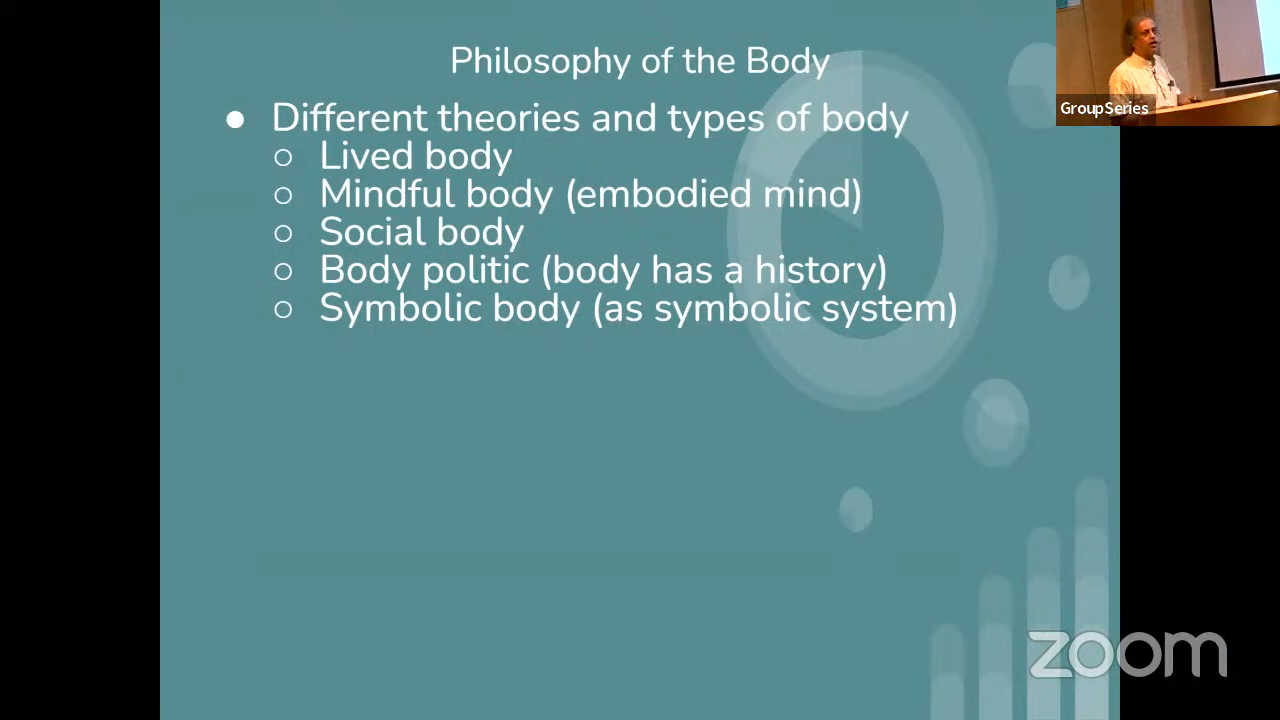 Philosophy of the Body
GroupSeries
● Different theories and types of body
○ Lived body
○ Mindful body (embodied mind)
○ Social body
○ Body politic (body has a history)
○ Symbolic body (as symbolic system)
zoom